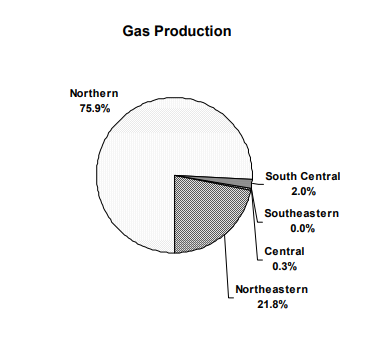 Gas Production
Northern
75.9%
South Central
2.0%
Southeastern
0.0%
Central
0.3%
Northeastern
21.8%